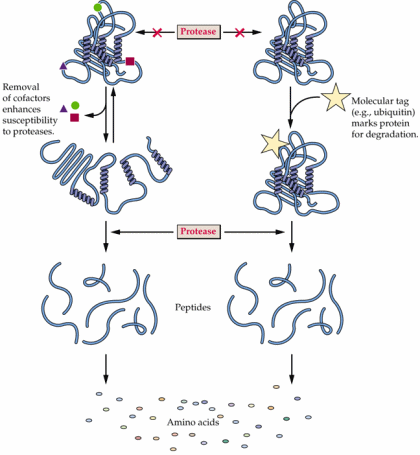 Protease
Removal
of cofactors
enhances
susceptibility
to proteases.
Molecular tag
(e.g., ubiquitin)
marks protein
for degradation.
Protease
Peptides
Amino acids